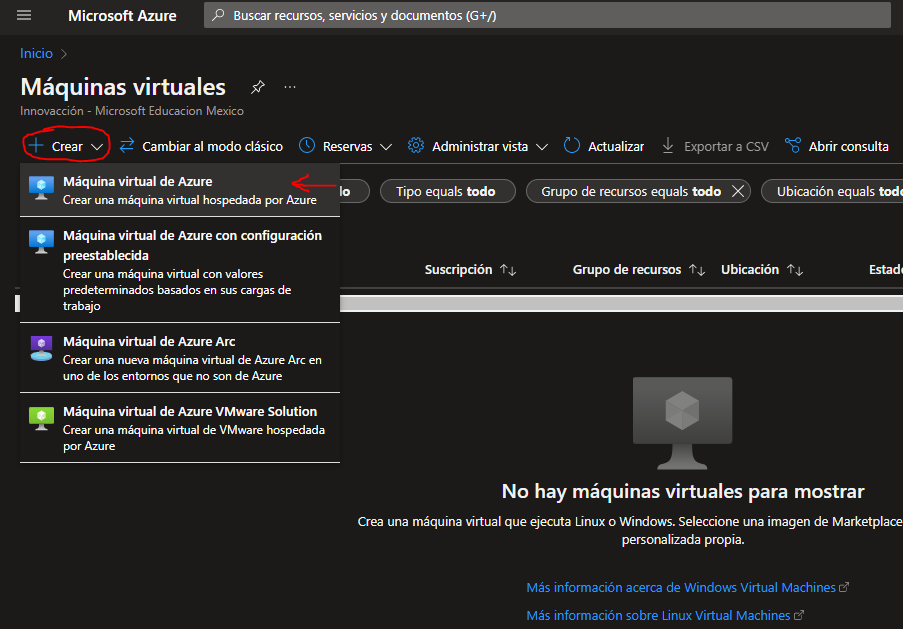 Microsoft Azure
Buscar recursos, servicios y documentos (G+/)
Inicio
Máquinas virtuales
Innovacción - Microsoft Educacion Mexico
Crear
Cambiar al modo clásico
Reservas
Administrar vista
Actualizar
Exportar a CSV
Abrir consulta
Máquina virtual de Azure
Crear una máquina virtual hospedada por Azure
Máquina virtual de Azure con configuración
preestablecida
Crear una máquina virtual con valores
predeterminados basados en sus cargas de
trabajo
Máquina virtual de Azure Arc
Crear una nueva máquina virtual de Azure Arc en
uno de los entornos que no son de Azure
Máquina virtual de Azure VMware Solution
Crear una máquina virtual de VMware hospedada
por Azure
Tipo equals todo
Grupo de recursos equals todo
Ubicación equals todo
Suscripción
Grupo de recursos
Ubicación
Estado
No hay máquinas virtuales para mostrar
Crea una máquina virtual que ejecuta Linux o Windows. Seleccione una imagen de Marketplace
personalizada propia.
Más información acerca de Windows Virtual Machines
Más información sobre Linux Virtual Machines